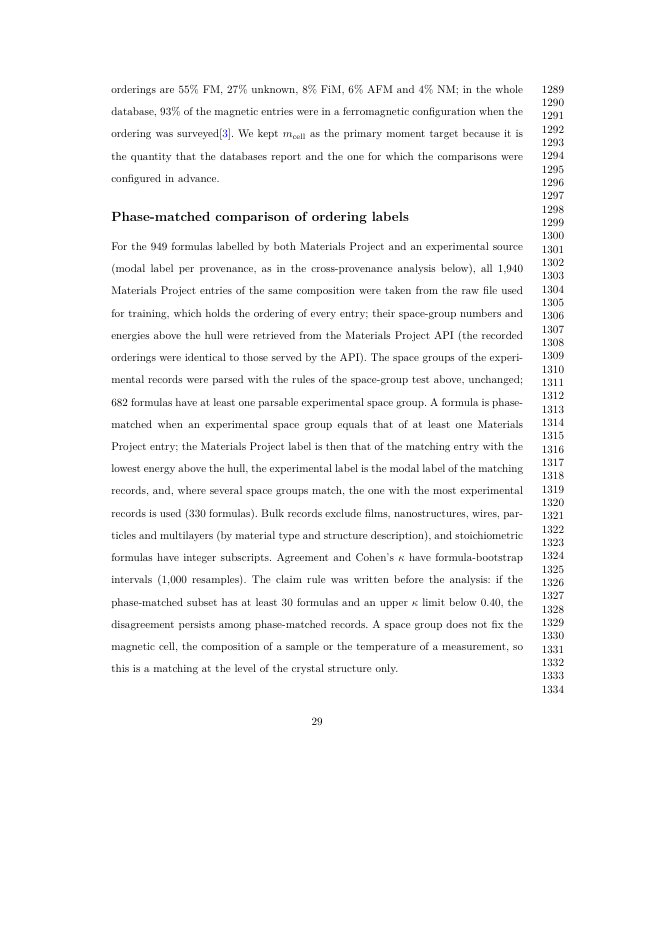 orderings are 55% FM, 27% unknown, 8% FiM, 6% AFM and 4% NM; in the whole
database, 93% of the magnetic entries were in a ferromagnetic configuration when the
ordering was surveyed[3]. We kept mcell as the primary moment target because it is
the quantity that the databases report and the one for which the comparisons were
configured in advance.
Phase-matched comparison of ordering labels
For the 949 formulas labelled by both Materials Project and an experimental source
(modal label per provenance, as in the cross-provenance analysis below), all 1,940
Materials Project entries of the same composition were taken from the raw file used
for training, which holds the ordering of every entry; their space-group numbers and
energies above the hull were retrieved from the Materials Project API (the recorded
orderings were identical to those served by the API). The space groups of the experi-
mental records were parsed with the rules of the space-group test above, unchanged;
682 formulas have at least one parsable experimental space group. A formula is phase-
matched when an experimental space group equals that of at least one Materials
Project entry; the Materials Project label is then that of the matching entry with the
lowest energy above the hull, the experimental label is the modal label of the matching
records, and, where several space groups match, the one with the most experimental
records is used (330 formulas). Bulk records exclude films, nanostructures, wires, par-
ticles and multilayers (by material type and structure description), and stoichiometric
formulas have integer subscripts. Agreement and Cohen's κ have formula-bootstrap
intervals (1,000 resamples). The claim rule was written before the analysis: if the
phase-matched subset has at least 30 formulas and an upper κ limit below 0.40, the
disagreement persists among phase-matched records. A space group does not fix the
magnetic cell, the composition of a sample or the temperature of a measurement, so
this is a matching at the level of the crystal structure only.
29
1289
1290
1291
1292
1293
1294
1295
1296
1297
1298
1299
1300
1301
1302
1303
1304
1305
1306
1307
1308
1309
1310
1311
1312
1313
1314
1315
1316
1317
1318
1319
1320
1321
1322
1323
1324
1325
1326
1327
1328
1329
1330
1331
1332
1333
1334